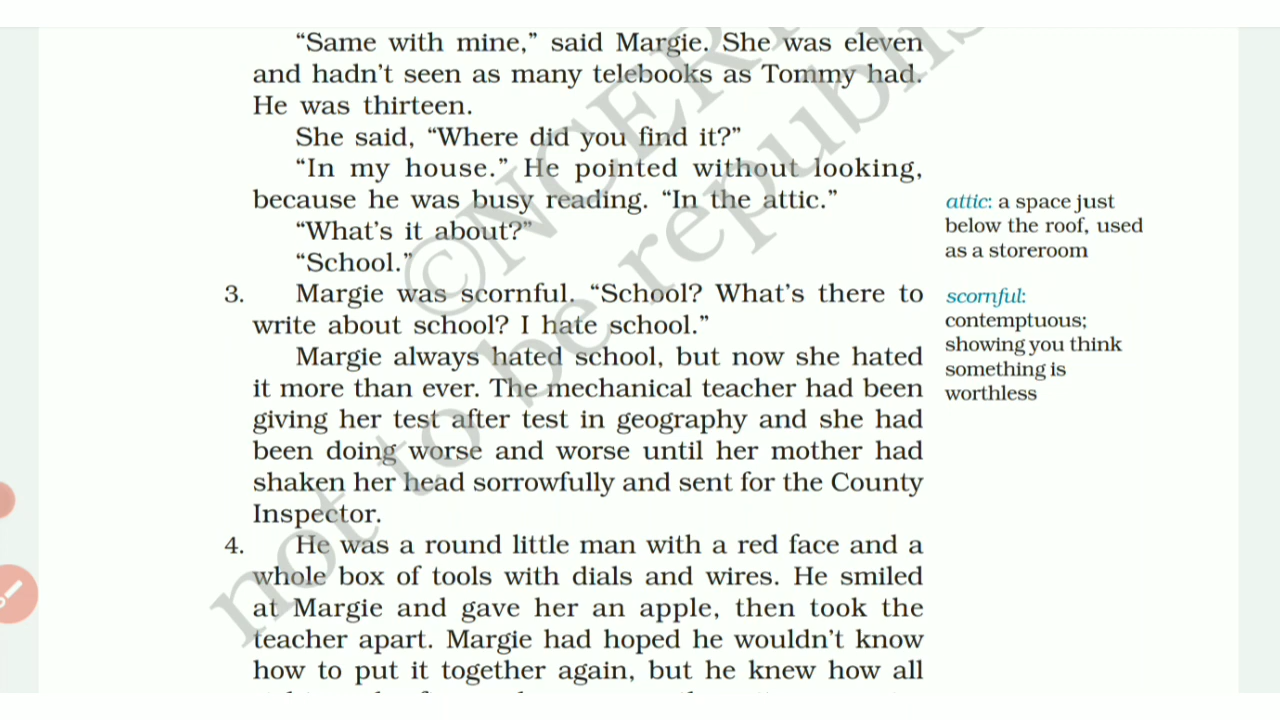 “Same with mine,” said Margie. She was eleven
and hadn’t seen as many telebooks as Tommy had.
He was thirteen.
She said, “Where did you find it?”
“In my house.” He pointed without looking,
because he was busy reading. “In the attic.”
“What’s it about?”
“School.”
3. Margie was scornful. “School? What’s there to
write about school? I hate school.”
Margie always hated school, but now she hated
it more than ever. The mechanical teacher had been
giving her test after test in geography and she had
been doing worse and worse until her mother had
shaken her head sorrowfully and sent for the County
Inspector.
4. He was a round little man with a red face and a
whole box of tools with dials and wires. He smiled
at Margie and gave her an apple, then took the
teacher apart. Margie had hoped he wouldn’t know
how to put it together again, but he knew how all
attic: a space just
below the roof, used
as a storeroom
scornful:
contemptuous;
showing you think
something is
worthless
©NCERT
not to be republis